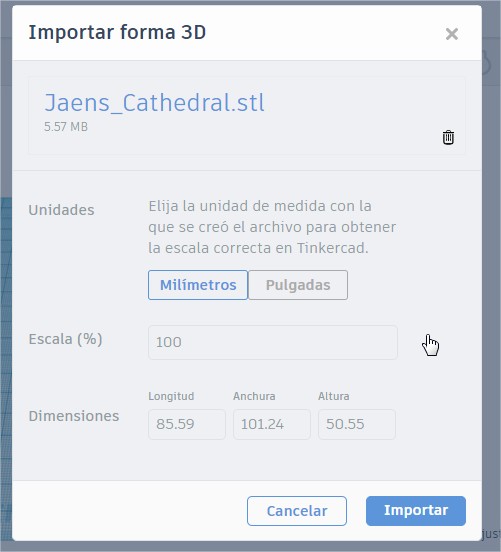 Importar forma 3D
Jaens_Cathedral.stl
5.57 MB
Unidades
Elija la unidad de medida con la
que se creó el archivo para obtener
la escala correcta en Tinkercad.
Milímetros Pulgadas
Escala (%) 100
Longitud Anchura Altura
Dimensiones 85.59 101.24 50.55
Cancelar Importar